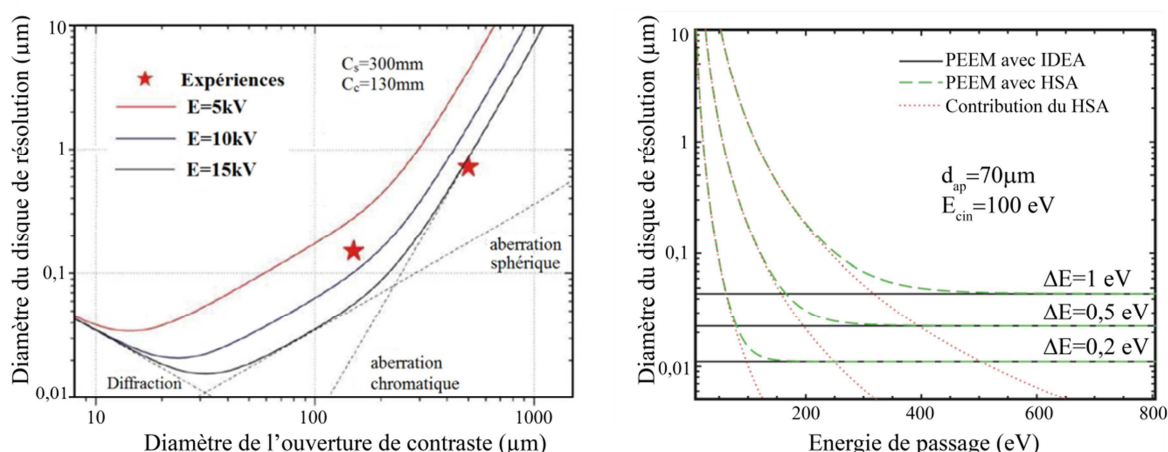 Diamètre du disque de résolution (μm)
10
1
0,1
0,01
Expériences
E=5kV
E=10kV
E=15kV
Cs=300mm
Cc=130mm
aberration
sphérique
aberration
chromatique
Diffraction
10
100
1000
Diamètre de l'ouverture de contraste (μm)
Diamètre du disque de résolution (μm)
10
1
0,1
0,01
PEEM avec IDEA
PEEM avec HSA
Contribution du HSA
dap=70μm
Ecin=100 eV
ΔE=1 eV
ΔE=0,5 eV
ΔE=0,2 eV
200
400
600
800
Energie de passage (eV)